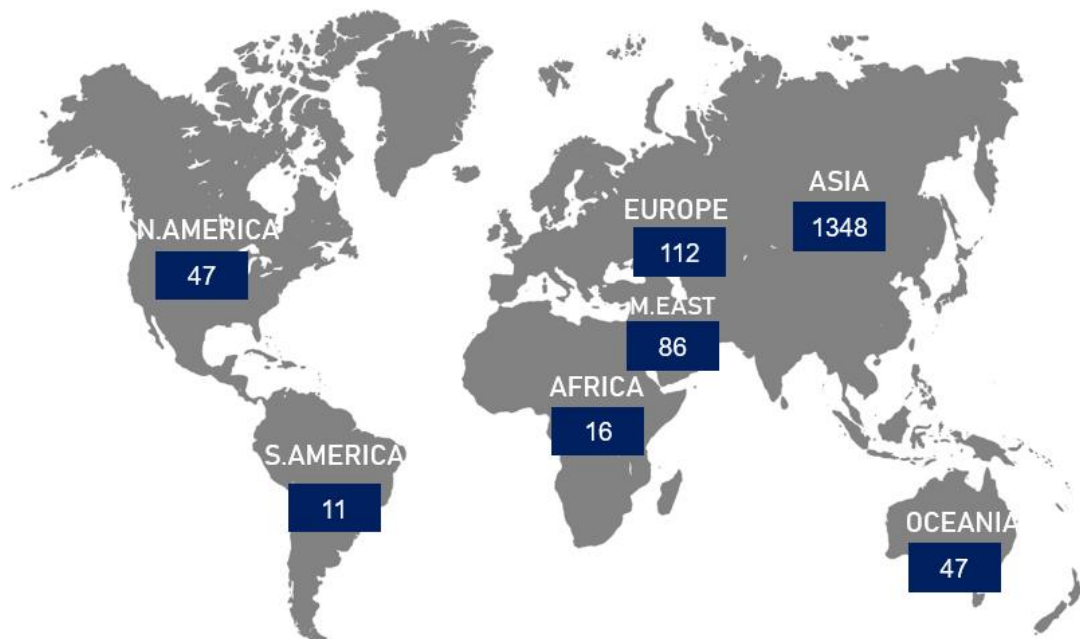 ASIA
1348
EUROPE
112
N.AMERICA
47
M.EAST
86
AFRICA
16
S.AMERICA
11
OCEANIA
47